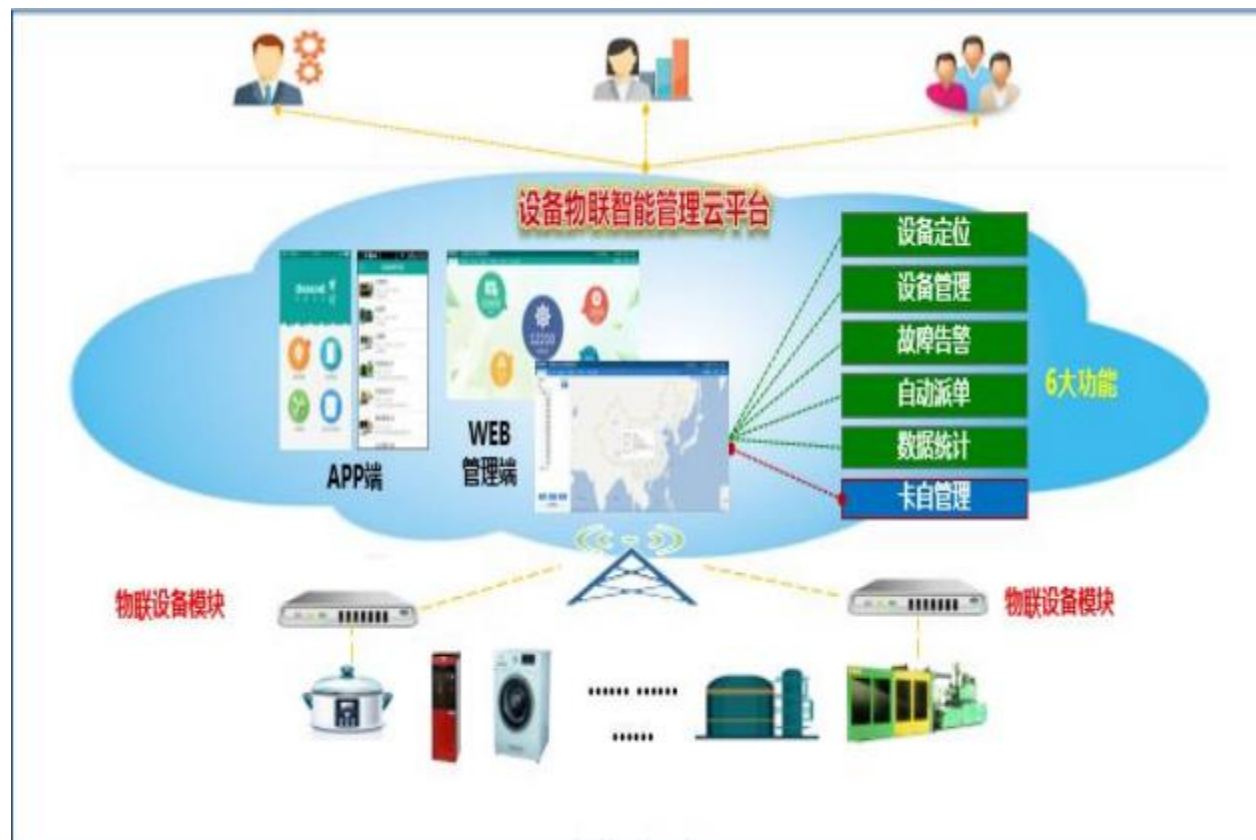 设备物联智能管理云平台
设备定位
设备管理
故障告警
自动派单
数据统计
卡自管理
6大功能
12200
APP端
WEB
管理端
物联设备模块
物联设备模块